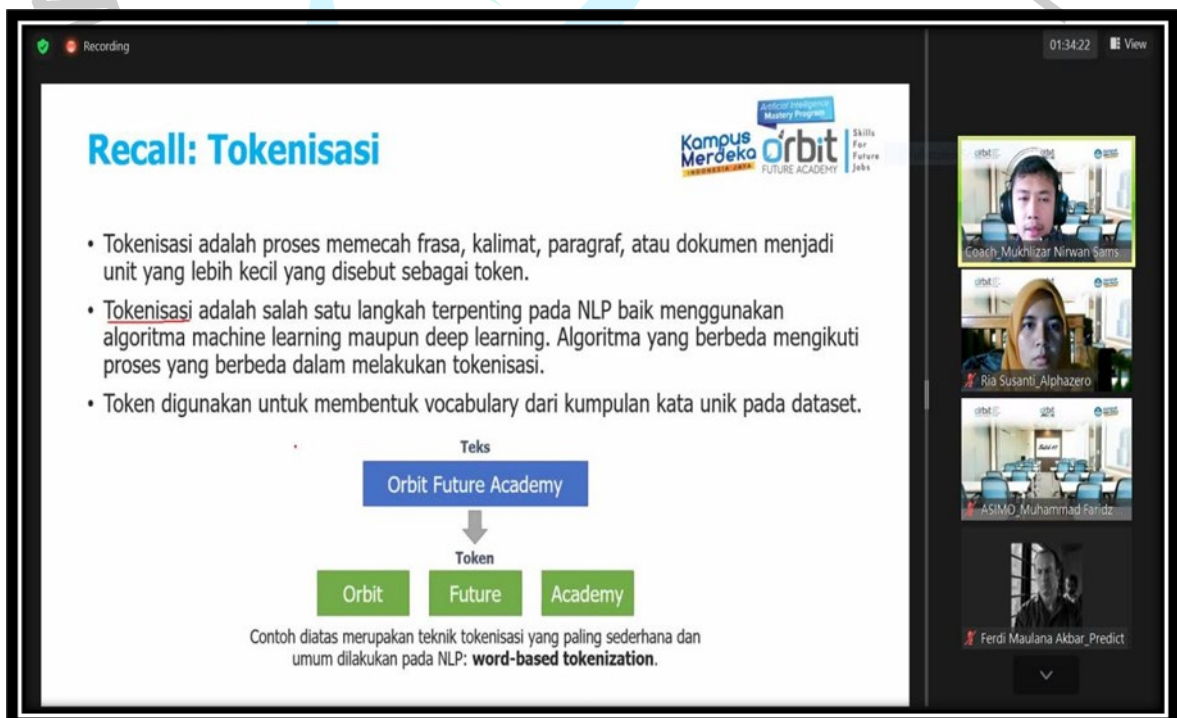 Recording
01:34:22 View
Recall: Tokenisasi
Artificial Intelligence
Mastery Program
Kampus
Merdeka
INDONESIA JAYA
orbit
FUTURE ACADEMY
Skills
For
Future
Jobs
• Tokenisasi adalah proses memecah frasa, kalimat, paragraf, atau dokumen menjadi
unit yang lebih kecil yang disebut sebagai token.
• Tokenisasi adalah salah satu langkah terpenting pada NLP baik menggunakan
algoritma machine learning maupun deep learning. Algoritma yang berbeda mengikuti
proses yang berbeda dalam melakukan tokenisasi.
• Token digunakan untuk membentuk vocabulary dari kumpulan kata unik pada dataset.
Teks
Orbit Future Academy
Token
Orbit Future Academy
Contoh diatas merupakan teknik tokenisasi yang paling sederhana dan
umum dilakukan pada NLP: word-based tokenization.
orbit
Coach_Mukhlizar Nirwan Sams...
orbit
Ria Susanti_Alphazero
orbit orbit
ASIMO_Muhammad Faridz...
Ferdi Maulana Akbar_Predict